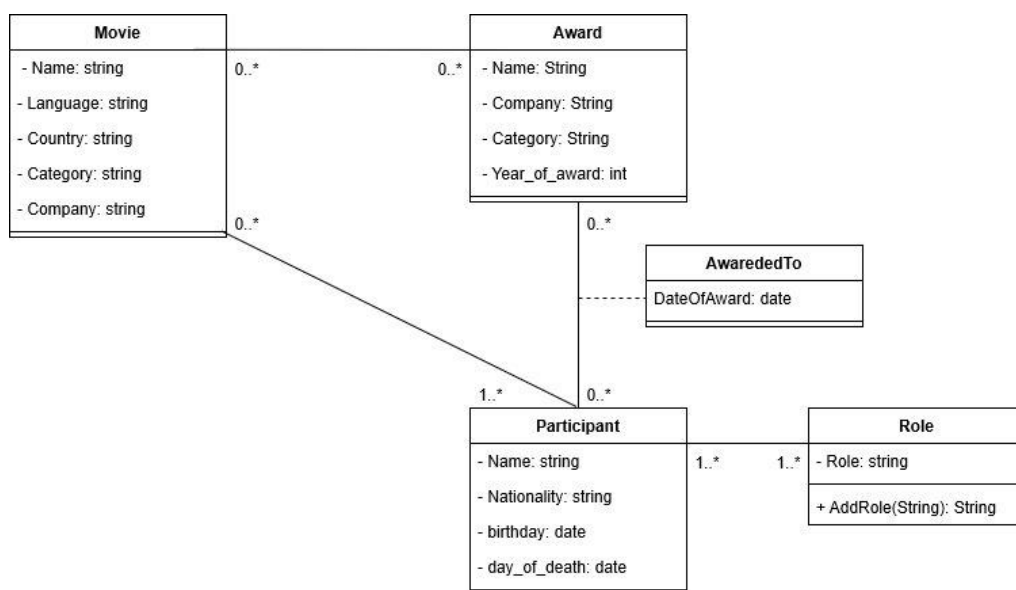 Movie
- Name: string
- Language: string
- Country: string
- Category: string
- Company: string
0..*
0..*
Award
- Name: String
- Company: String
- Category: String
- Year_of_award: int
0..*
0..*
AwarededTo
DateOfAward: date
1..*
0..*
Participant
- Name: string
- Nationality: string
- birthday: date
- day_of_death: date
1..*
1..*
Role
- Role: string
+ AddRole(String): String